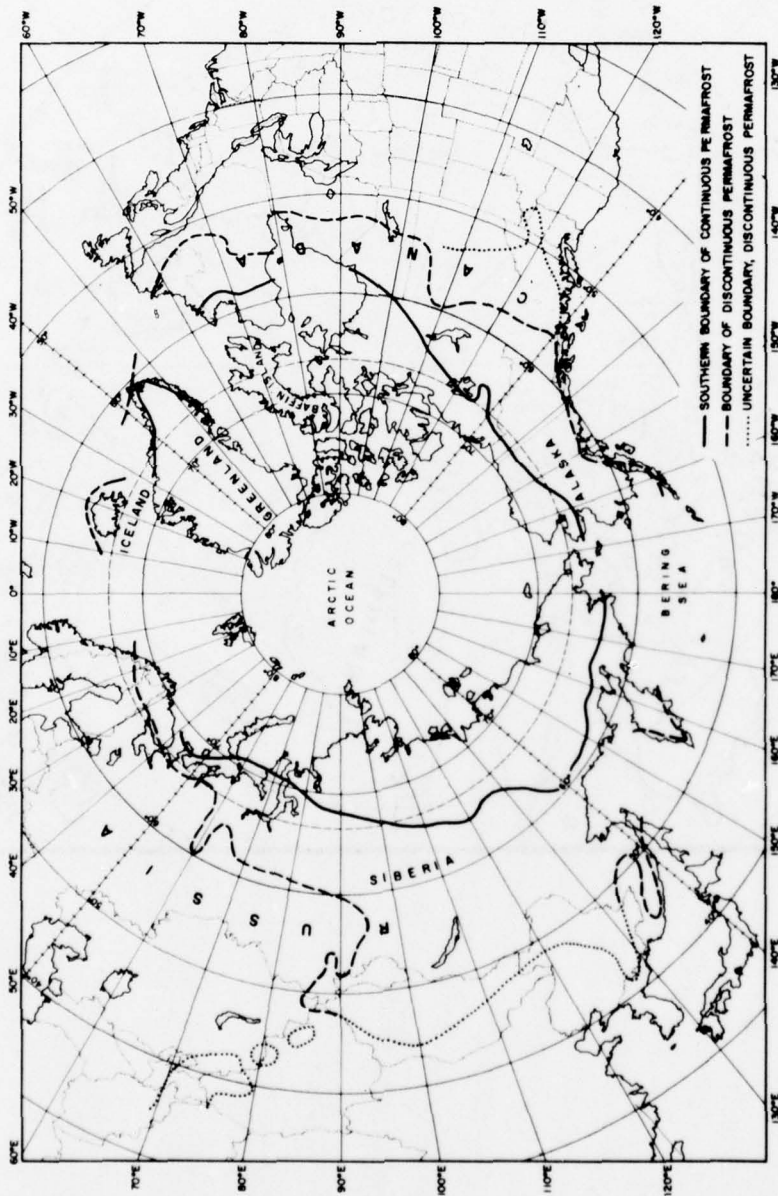 60°W
70°W
80°W
90°W
100°W
110°W
120°W
130°W
50°W
40°W
30°W
20°W
10°W
0°
10°E
20°E
30°E
40°E
50°E
60°E
140°W
150°W
160°W
170°W
180°
170°E
160°E
150°E
140°E
130°E
70°E
80°E
90°E
100°E
110°E
120°E
CANADA
BAFFIN ISLAND
GREENLAND
ICELAND
ALASKA
ARCTIC
OCEAN
BERING
SEA
SIBERIA
RUSSIA
50°
40°
SOUTHERN BOUNDARY OF CONTINUOUS PERMAFROST
BOUNDARY OF DISCONTINUOUS PERMAFROST
UNCERTAIN BOUNDARY, DISCONTINUOUS PERMAFROST